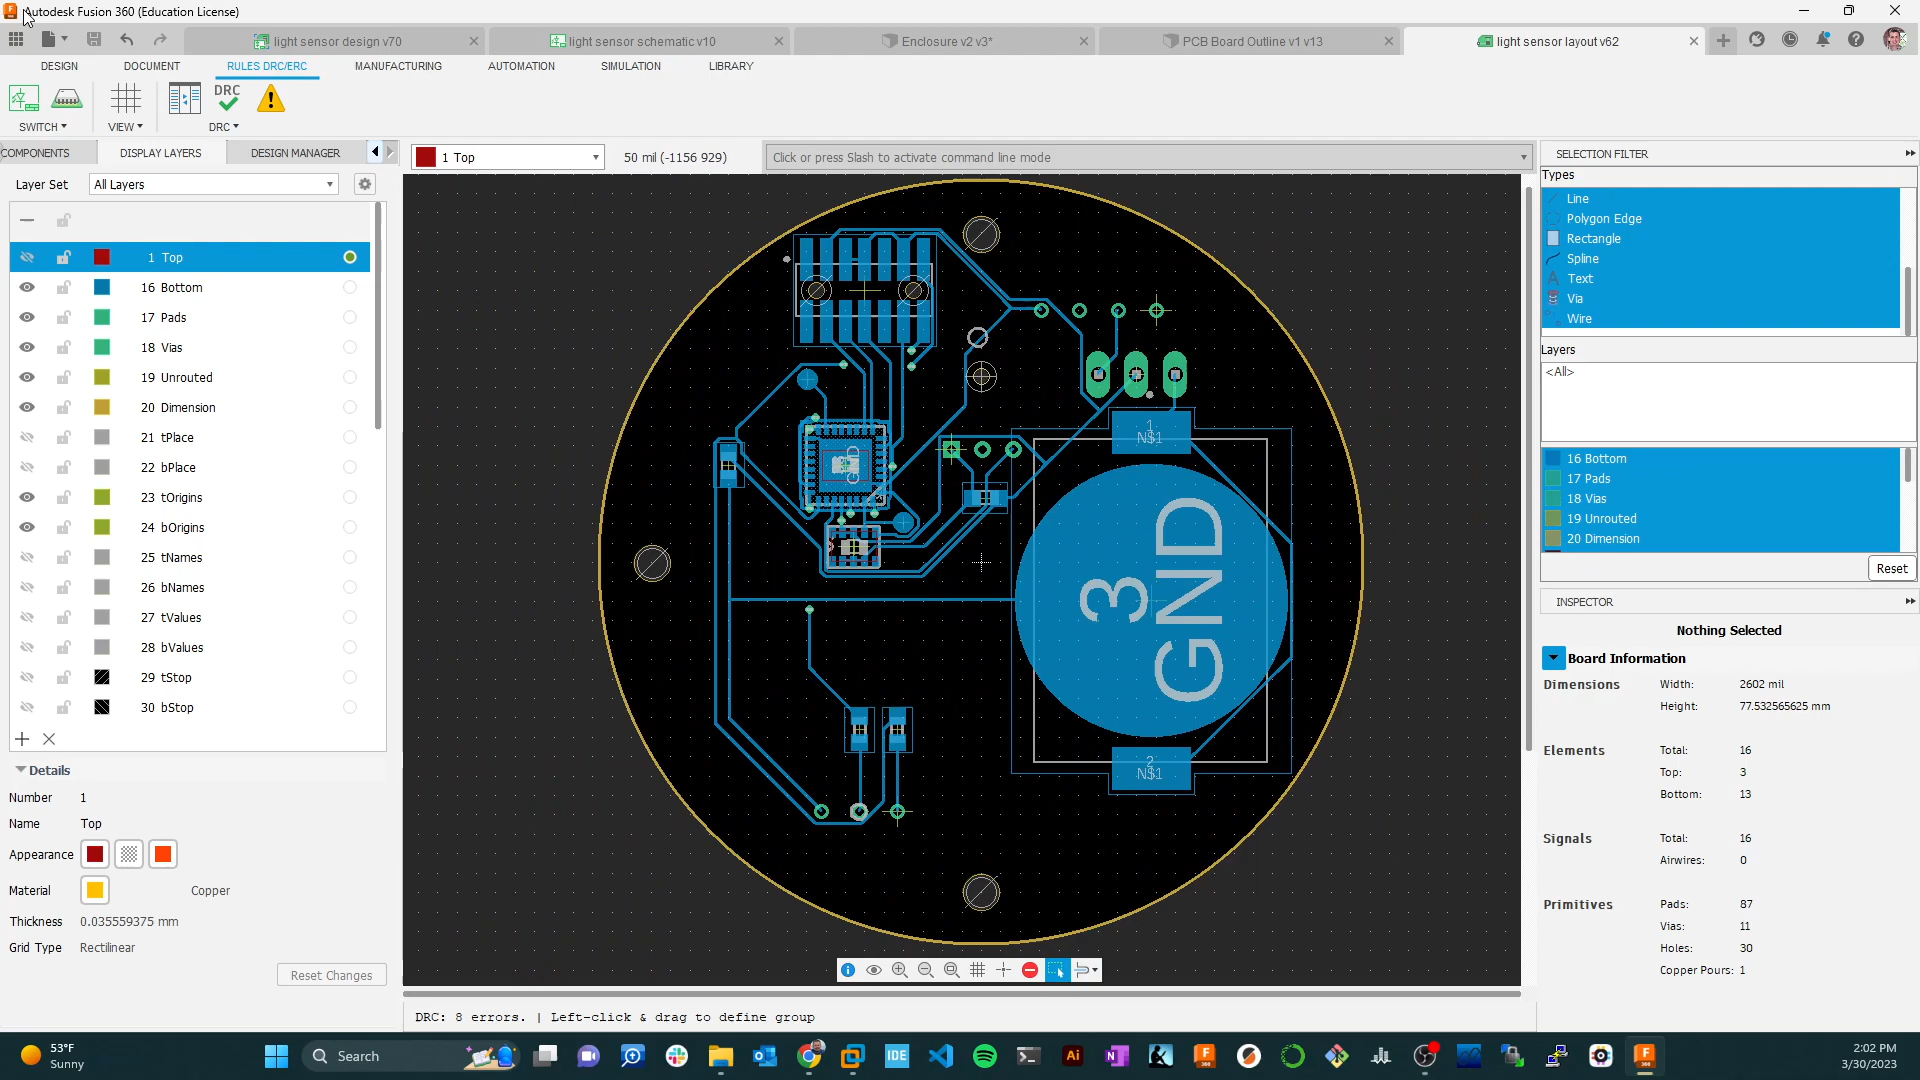 Autodesk Fusion 360 (Education License)
light sensor design v70
light sensor schematic v10
Enclosure v2 v3*
PCB Board Outline v1 v13
light sensor layout v62
DESIGN
DOCUMENT
RULES DRC/ERC
MANUFACTURING
AUTOMATION
SIMULATION
LIBRARY
DRC
SWITCH
VIEW
DRC
COMPONENTS
DISPLAY LAYERS
DESIGN MANAGER
1 Top
50 mil (-1156 929)
Click or press Slash to activate command line mode
Layer Set
All Layers
1 Top
16 Bottom
17 Pads
18 Vias
19 Unrouted
20 Dimension
21 tPlace
22 bPlace
23 tOrigins
24 bOrigins
25 tNames
26 bNames
27 tValues
28 bValues
29 tStop
30 bStop
Details
Number 1
Name Top
Appearance
Material Copper
Thickness 0.035559375 mm
Grid Type Rectilinear
Reset Changes
GND
1
N$1
3
GND
2
N$1
DRC: 8 errors. | Left-click & drag to define group
SELECTION FILTER
Types
Line
Polygon Edge
Rectangle
Spline
Text
Via
Wire
Layers
<All>
16 Bottom
17 Pads
18 Vias
19 Unrouted
20 Dimension
Reset
INSPECTOR
Nothing Selected
Board Information
Dimensions Width: 2602 mil
Height: 77.532565625 mm
Elements Total: 16
Top: 3
Bottom: 13
Signals Total: 16
Airwires: 0
Primitives Pads: 87
Vias: 11
Holes: 30
Copper Pours: 1
53°F
Sunny
Search
IDE
2:02 PM
3/30/2023